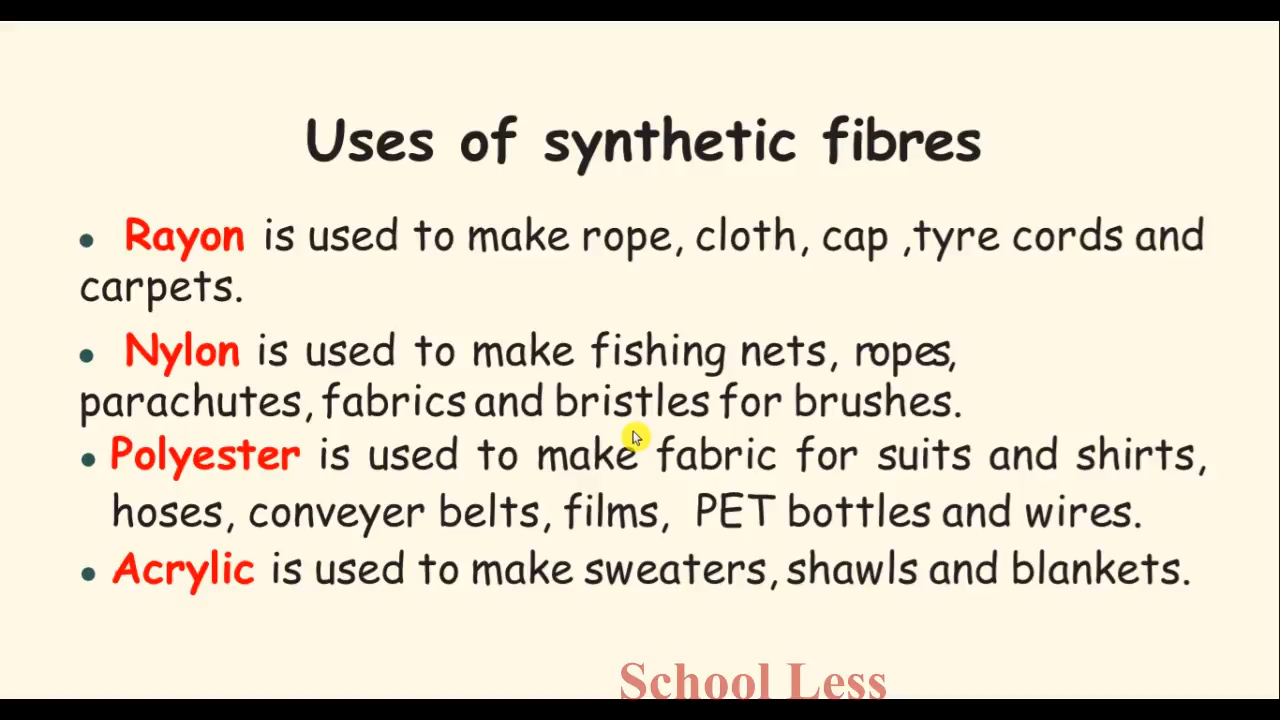 Uses of synthetic fibres
• Rayon is used to make rope, cloth, cap ,tyre cords and
carpets.
• Nylon is used to make fishing nets, ropes,
parachutes, fabrics and bristles for brushes.
• Polyester is used to make fabric for suits and shirts,
hoses, conveyer belts, films, PET bottles and wires.
• Acrylic is used to make sweaters, shawls and blankets.
School Less